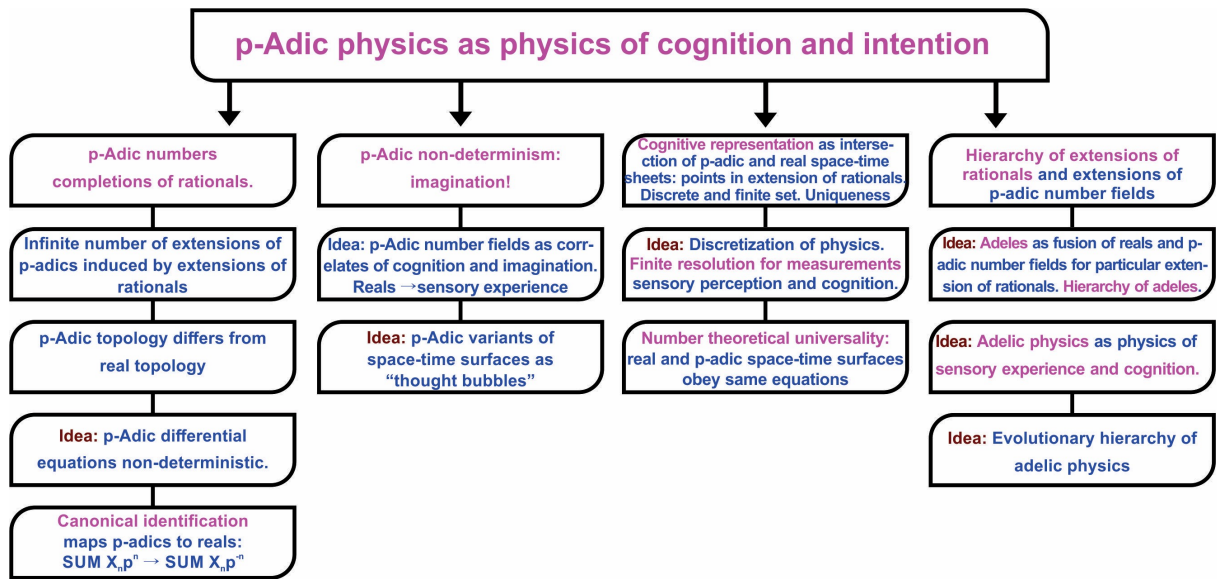 p-Adic physics as physics of cognition and intention
p-Adic numbers
completions of rationals.
Infinite number of extensions of
p-adics induced by extensions of
rationals
p-Adic topology differs from
real topology
Idea: p-Adic differential
equations non-deterministic.
Canonical identification
maps p-adics to reals:
SUM Xₙpⁿ → SUM Xₙp⁻ⁿ
p-Adic non-determinism:
imagination!
Idea: p-Adic number fields as corr-
elates of cognition and imagination.
Reals →sensory experience
Idea: p-Adic variants of
space-time surfaces as
“thought bubbles”
Cognitive representation as interse-
ction of p-adic and real space-time
sheets: points in extension of rationals.
Discrete and finite set. Uniqueness
Idea: Discretization of physics.
Finite resolution for measurements
sensory perception and cognition.
Number theoretical universality:
real and p-adic space-time surfaces
obey same equations
Hierarchy of extensions of
rationals and extensions of
p-adic number fields
Idea: Adeles as fusion of reals and p-
adic number fields for particular exten-
sion of rationals. Hierarchy of adeles.
Idea: Adelic physics as physics of
sensory experience and cognition.
Idea: Evolutionary hierarchy of
adelic physics